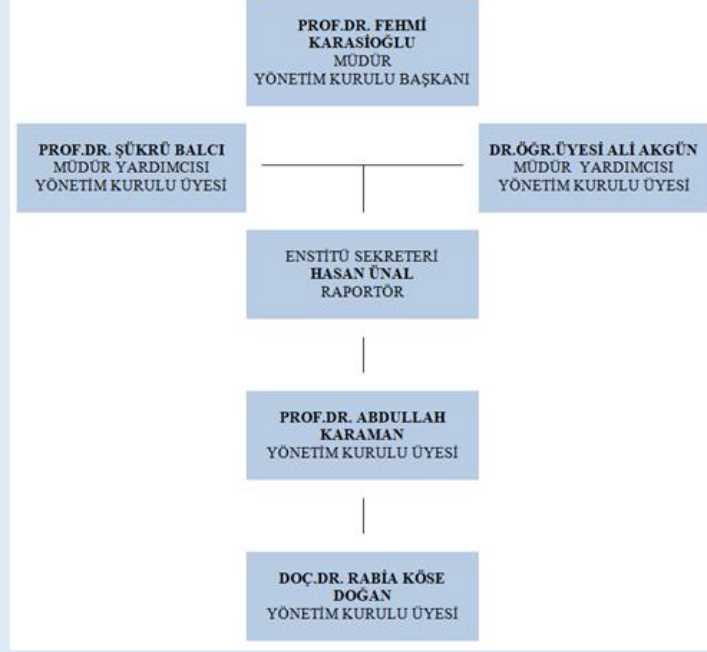 PROF.DR. FEHMİ
KARASİOĞLU
MÜDÜR
YÖNETİM KURULU BAŞKANI
PROF.DR. ŞÜKRÜ BALCI
MÜDÜR YARDIMCISI
YÖNETİM KURULU ÜYESİ
DR.ÖĞR.ÜYESİ ALİ AKGÜN
MÜDÜR YARDIMCISI
YÖNETİM KURULU ÜYESİ
ENSTİTÜ SEKRETERİ
HASAN ÜNAL
RAPORTÖR
PROF.DR. ABDULLAH
KARAMAN
YÖNETİM KURULU ÜYESİ
DOÇ.DR. RABİA KÖSE
DOĞAN
YÖNETİM KURULU ÜYESİ